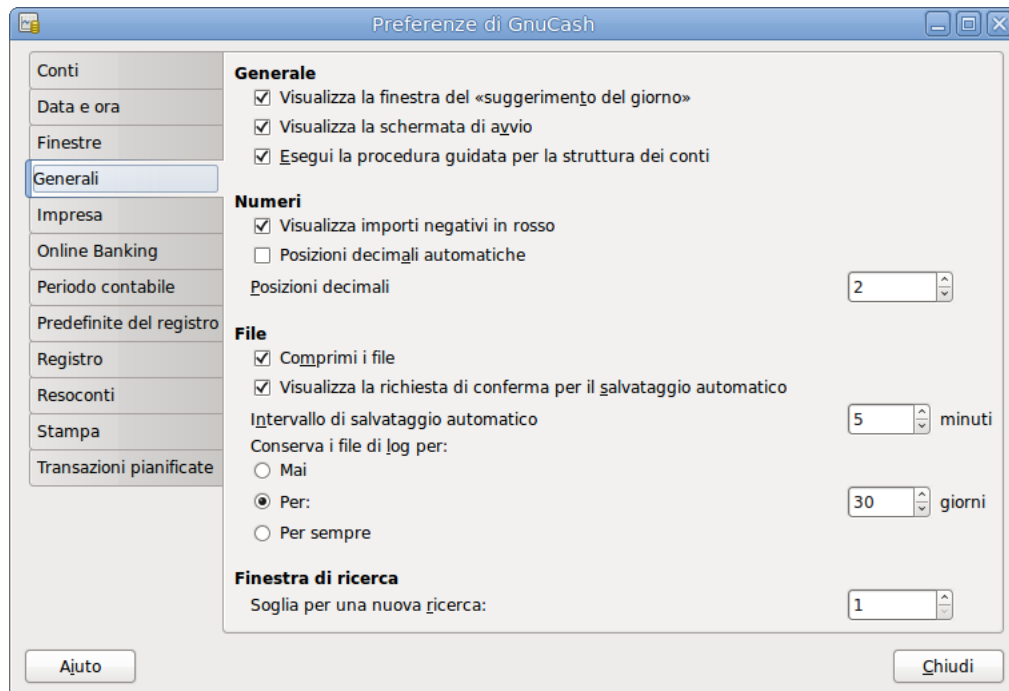 Preferenze di GnuCash
Conti
Data e ora
Finestre
Generali
Impresa
Online Banking
Periodo contabile
Predefinite del registro
Registro
Resoconti
Stampa
Transazioni pianificate
Generale
Visualizza la finestra del «suggerimento del giorno»
Visualizza la schermata di avvio
Esegui la procedura guidata per la struttura dei conti
Numeri
Visualizza importi negativi in rosso
Posizioni decimali automatiche
Posizioni decimali 2
File
Comprimi i file
Visualizza la richiesta di conferma per il salvataggio automatico
Intervallo di salvataggio automatico 5 minuti
Conserva i file di log per:
Mai
Per: 30 giorni
Per sempre
Finestra di ricerca
Soglia per una nuova ricerca: 1
Aiuto
Chiudi